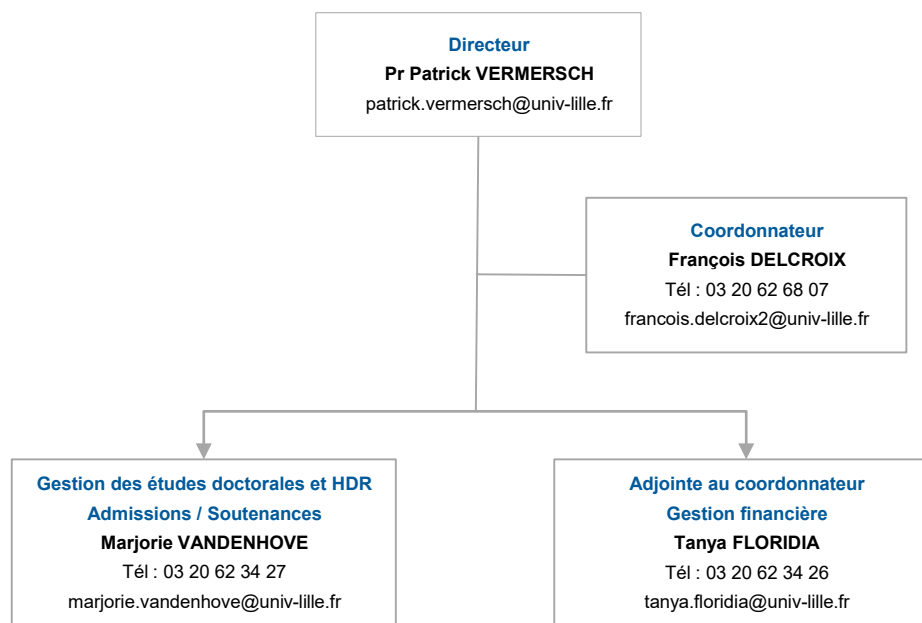 Directeur
Pr Patrick VERMERSCH
patrick.vermersch@univ-lille.fr
Coordonnateur
François DELCROIX
Tél : 03 20 62 68 07
francois.delcroix2@univ-lille.fr
Gestion des études doctorales et HDR
Admissions / Soutenances
Marjorie VANDENHOVE
Tél : 03 20 62 34 27
marjorie.vandenhove@univ-lille.fr
Adjointe au coordonnateur
Gestion financière
Tanya FLORIDIA
Tél : 03 20 62 34 26
tanya.floridia@univ-lille.fr